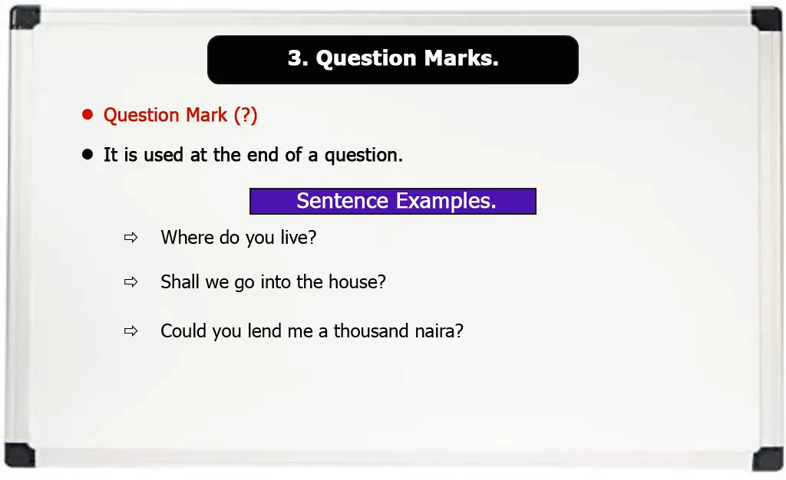 3. Question Marks.
Question Mark (?)
It is used at the end of a question.
Sentence Examples.
Where do you live?
Shall we go into the house?
Could you lend me a thousand naira?